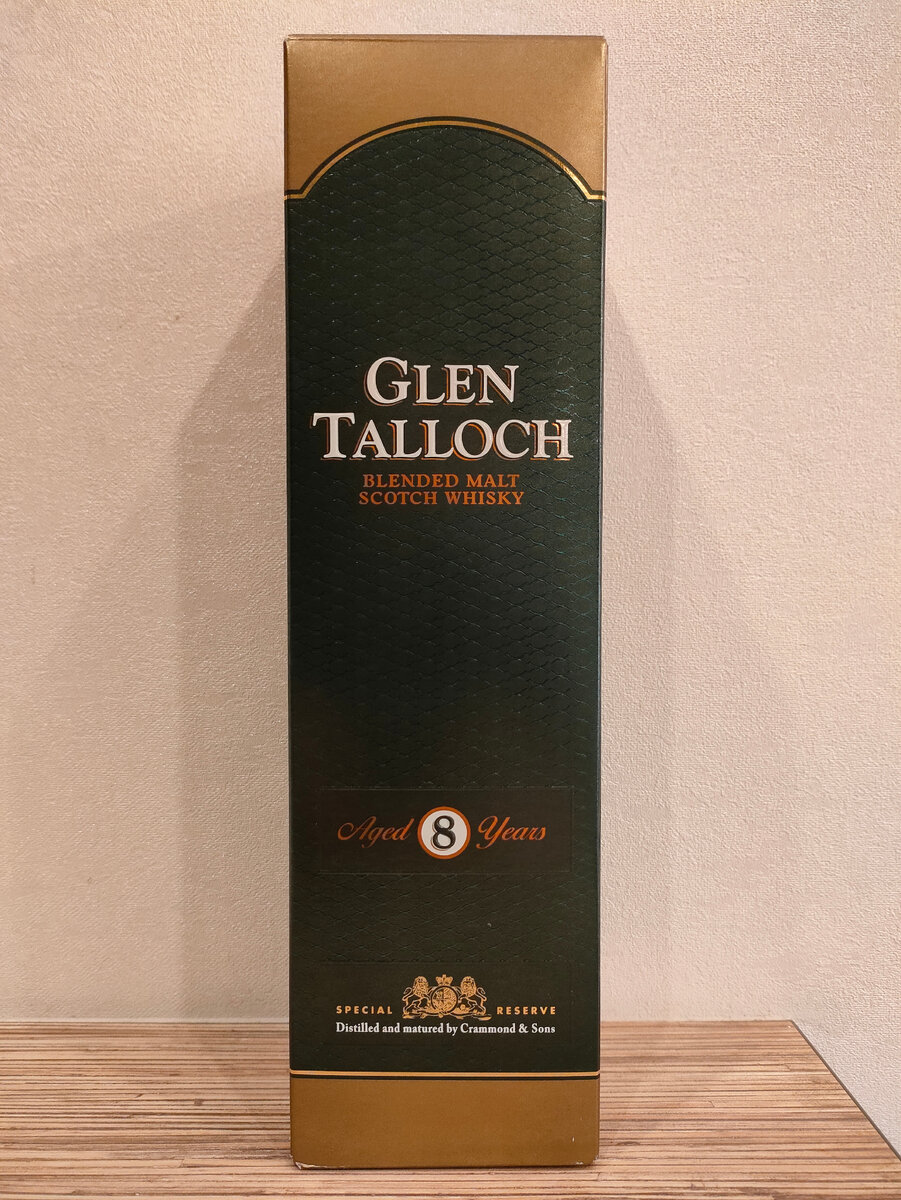 GLEN
TALLOCH
BLENDED MALT
SCOTCH WHISKY
Aged 8 Years
SPECIAL RESERVE
Distilled and matured by Crammond & Sons